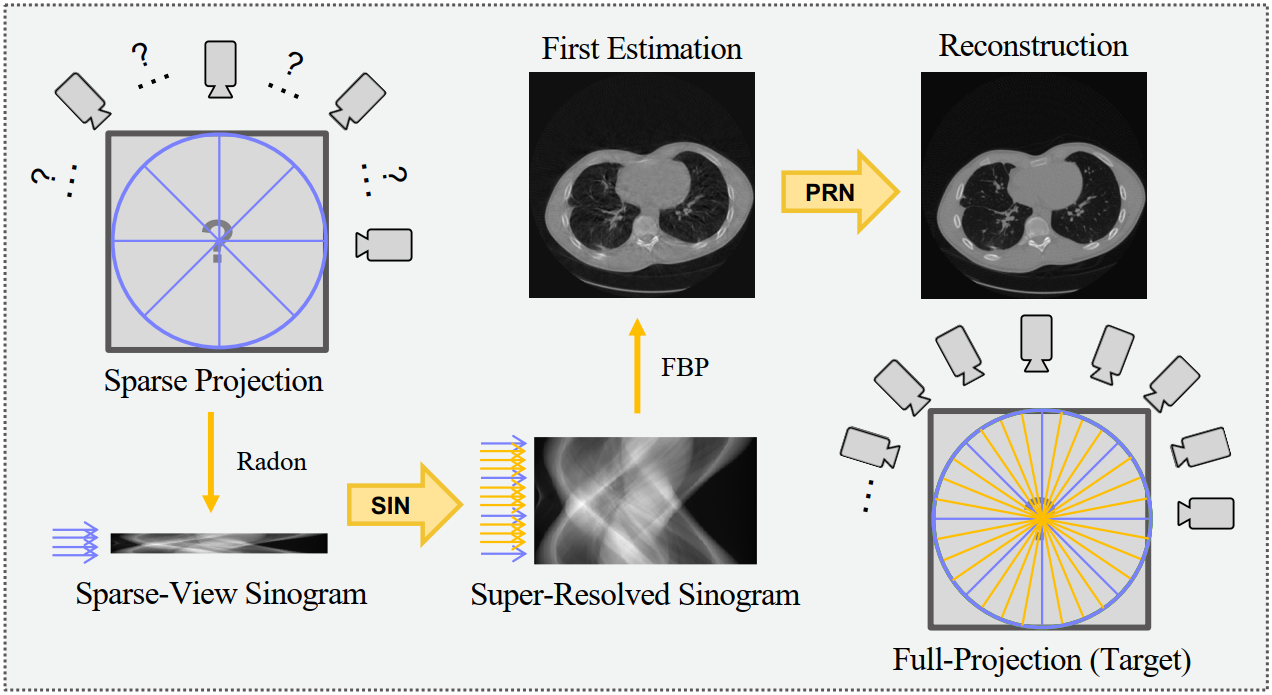 First Estimation
Reconstruction
?
?
?
?
?
PRN
Sparse Projection
FBP
Radon
SIN
Sparse-View Sinogram
Super-Resolved Sinogram
Full-Projection (Target)